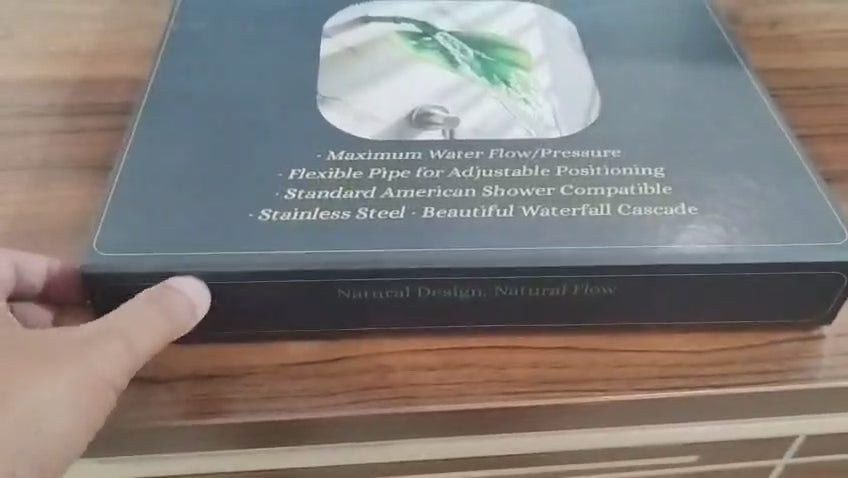 · Maximum Water Flow/Pressure
· Flexible Pipe for Adjustable Positioning
· Standard American Shower Compatible
· Stainless Steel · Beautiful Waterfall Cascade
Natural Design. Natural Flow